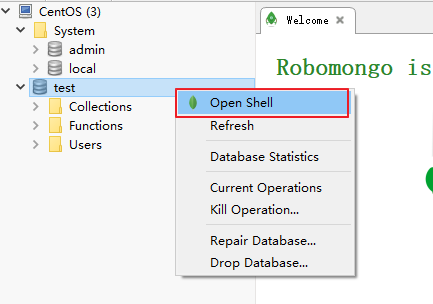 CentOS (3)
System
admin
local
test
Collections
Functions
Users
Open Shell
Refresh
Database Statistics
Current Operations
Kill Operation...
Repair Database...
Drop Database...
Welcome
Robomongo is